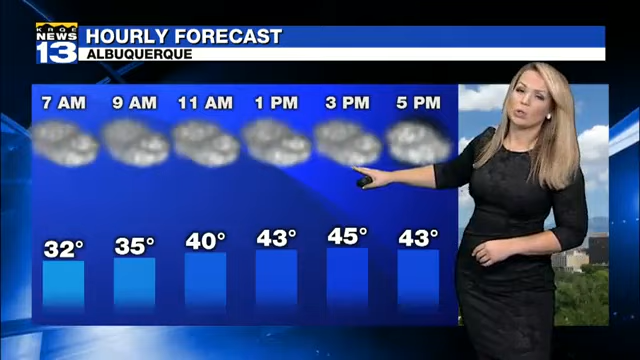 KRQE
NEWS
13
HOURLY FORECAST
ALBUQUERQUE
7 AM 9 AM 11 AM 1 PM 3 PM 5 PM
32° 35° 40° 43° 45° 43°